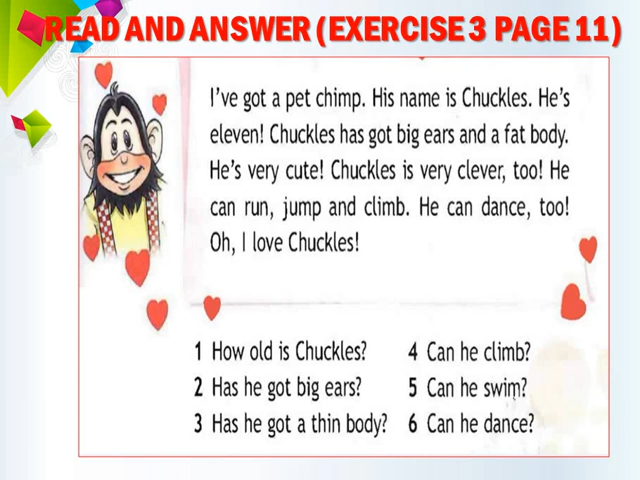 READ AND ANSWER (EXERCISE 3 PAGE 11)
I've got a pet chimp. His name is Chuckles. He's
eleven! Chuckles has got big ears and a fat body.
He's very cute! Chuckles is very clever, too! He
can run, jump and climb. He can dance, too!
Oh, I love Chuckles!
1 How old is Chuckles?
2 Has he got big ears?
3 Has he got a thin body?
4 Can he climb?
5 Can he swim?
6 Can he dance?